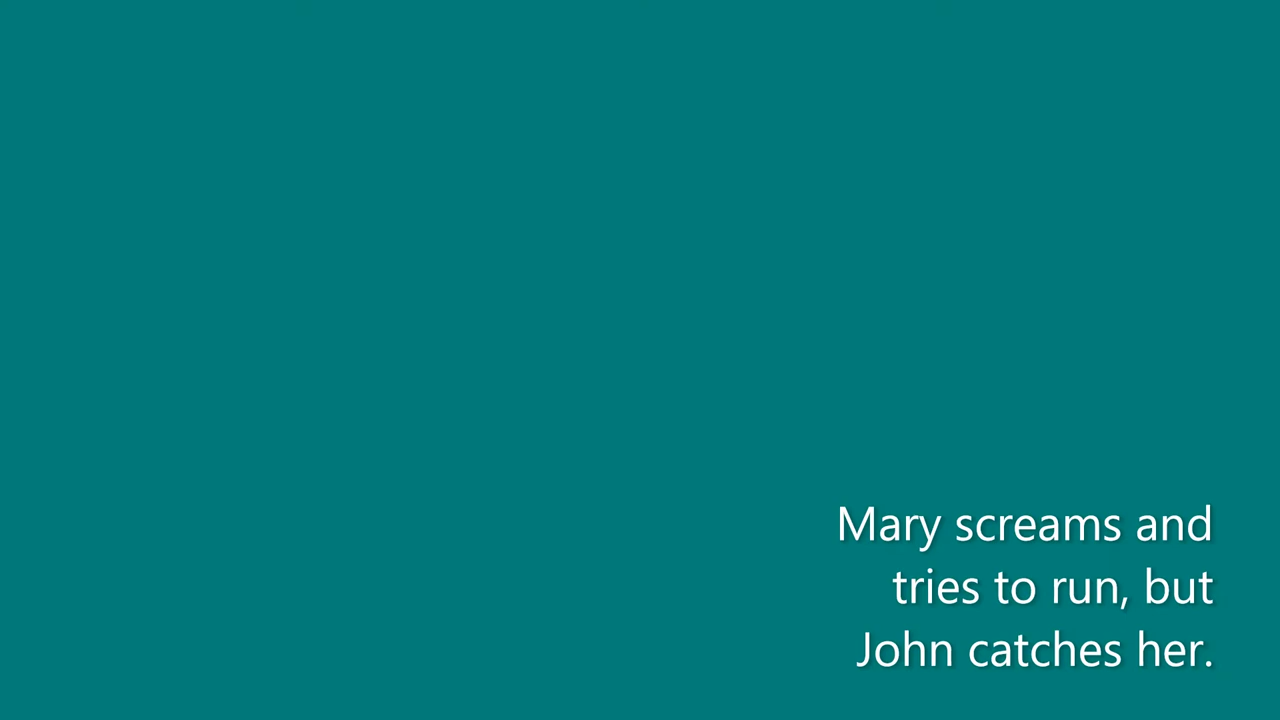 Mary screams and
tries to run, but
John catches her.